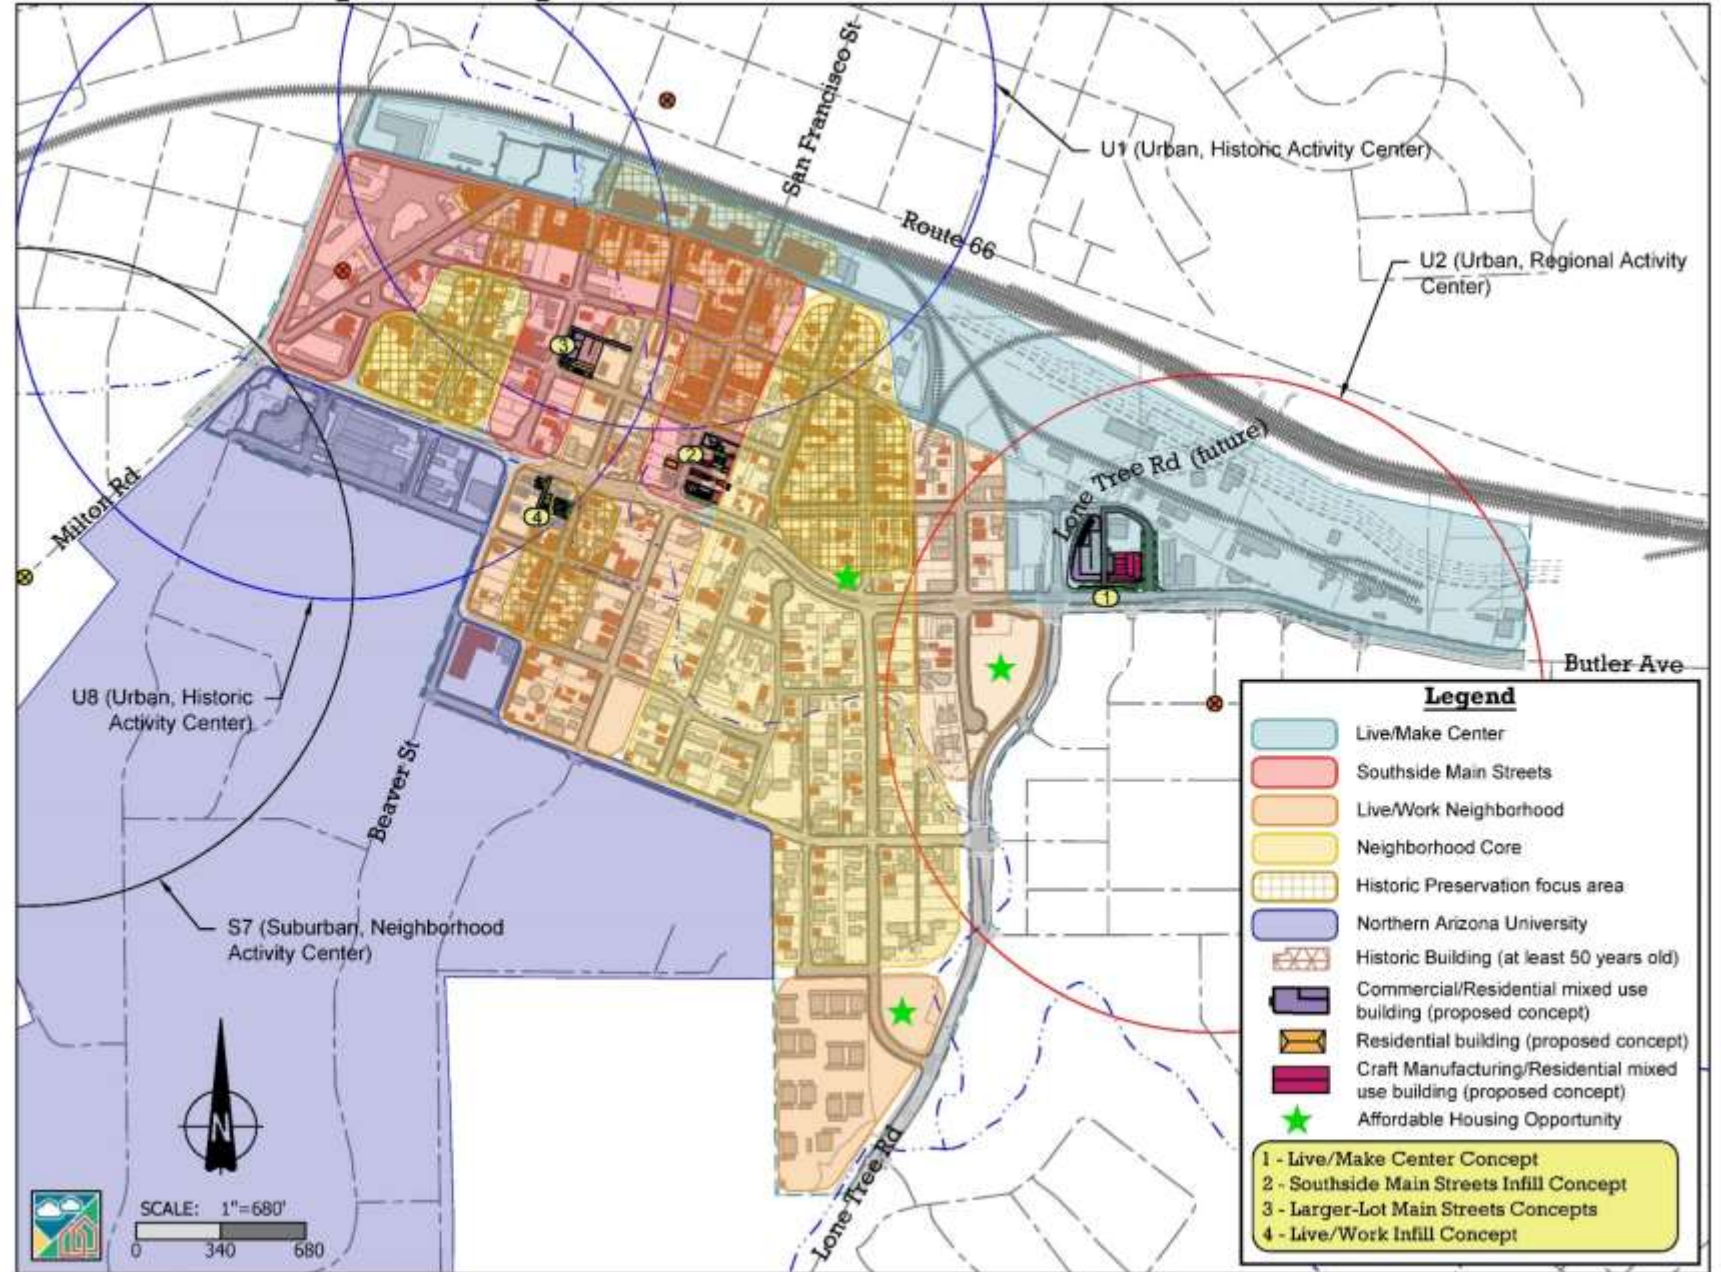 San Francisco St
U1 (Urban, Historic Activity Center)
Route 66
U2 (Urban, Regional Activity
Center)
3
2
Lone Tree Rd (future)
4
Milton Rd
1
Butler Ave
U8 (Urban, Historic
Activity Center)
Beaver St
S7 (Suburban, Neighborhood
Activity Center)
N
SCALE: 1"=680'
0 340 680
Lone Tree Rd
Legend
Live/Make Center
Southside Main Streets
Live/Work Neighborhood
Neighborhood Core
Historic Preservation focus area
Northern Arizona University
Historic Building (at least 50 years old)
Commercial/Residential mixed use
building (proposed concept)
Residential building (proposed concept)
Craft Manufacturing/Residential mixed
use building (proposed concept)
Affordable Housing Opportunity
1 - Live/Make Center Concept
2 - Southside Main Streets Infill Concept
3 - Larger-Lot Main Streets Concepts
4 - Live/Work Infill Concept